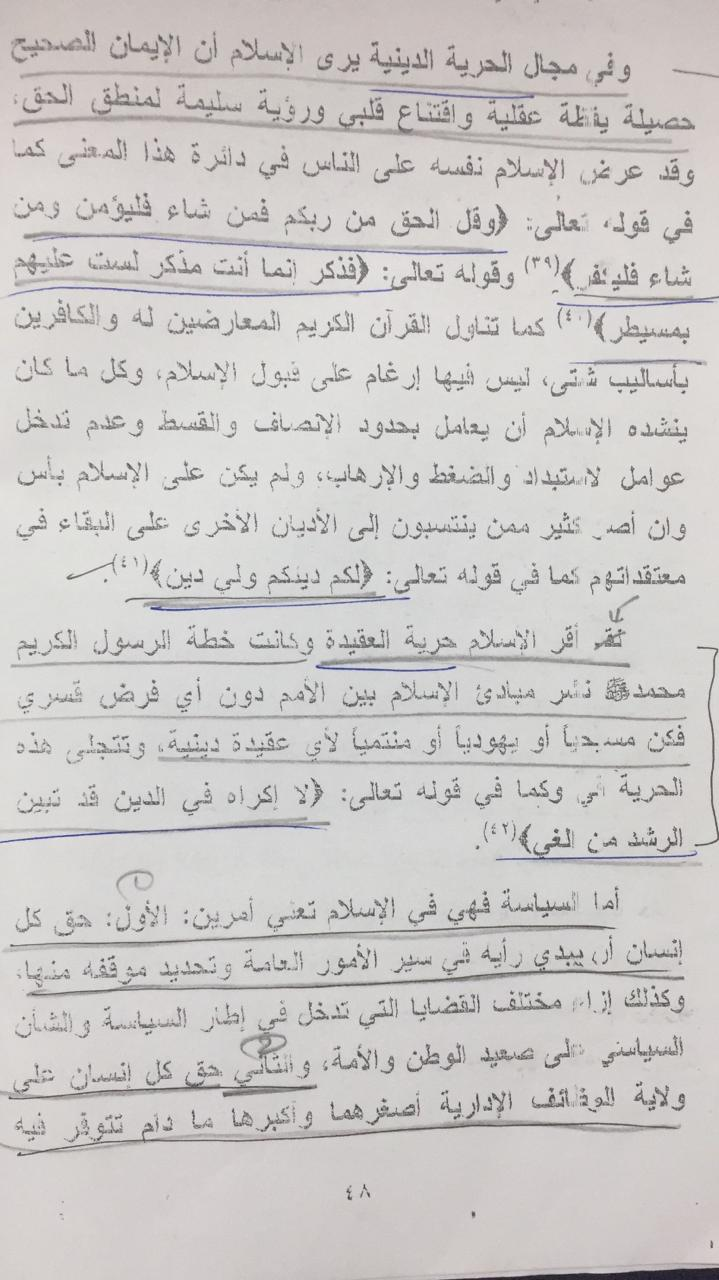 وفي مجال الحرية الدينية يرى الإسلام أن الإيمان الصحيح
حصيلة يقظة عقلية واقتناع قلبي ورؤية سليمة لمنطق الحق،
وقد عرض الإسلام نفسه على الناس في دائرة هذا المعنى كما
في قوله تعالى: ﴿وقل الحق من ربكم فمن شاء فليؤمن ومن
شاء فليكفر﴾(٣٩) وقوله تعالى: ﴿فذكر إنما أنت مذكر لست عليهم
بمسيطر﴾(٤٠) كما تناول القرآن الكريم المعارضين له والكافرين
بأساليب شتى، ليس فيها إرغام على قبول الإسلام، وكل ما كان
ينشده الإسلام أن يعامل بحدود الإنصاف والقسط وعدم تدخل
عوامل لاستبداد والضغط والإرهاب، ولم يكن على الإسلام بأس
وان أصر كثير ممن ينتسبون إلى الأديان الأخرى على البقاء في
معتقداتهم كما في قوله تعالى: ﴿لكم دينكم ولي دين﴾(٤١).
لقد أقر الإسلام حرية العقيدة وكانت خطة الرسول الكريم
محمدﷺ نشر مبادئ الإسلام بين الأمم دون أي فرض قسري
فكن مسيحياً أو يهودياً أو منتمياً لأي عقيدة دينية، وتتجلى هذه
الحرية في وكما في قوله تعالى: ﴿لا إكراه في الدين قد تبين
الرشد من الغي﴾(٤٢).
١
أما السياسة فهي في الإسلام تعني أمرين: الأول: حق كل
إنسان أن يبدي رأيه في سير الأمور العامة وتحديد موقفه منها،
وكذلك إزاء مختلف القضايا التي تدخل في إطار السياسة والشأن
السياسي على صعيد الوطن والأمة، والثاني حق كل إنسان على
ولاية الوظائف الإدارية أصغرهما وأكبرها ما دام تتوفر فيه
٤٨